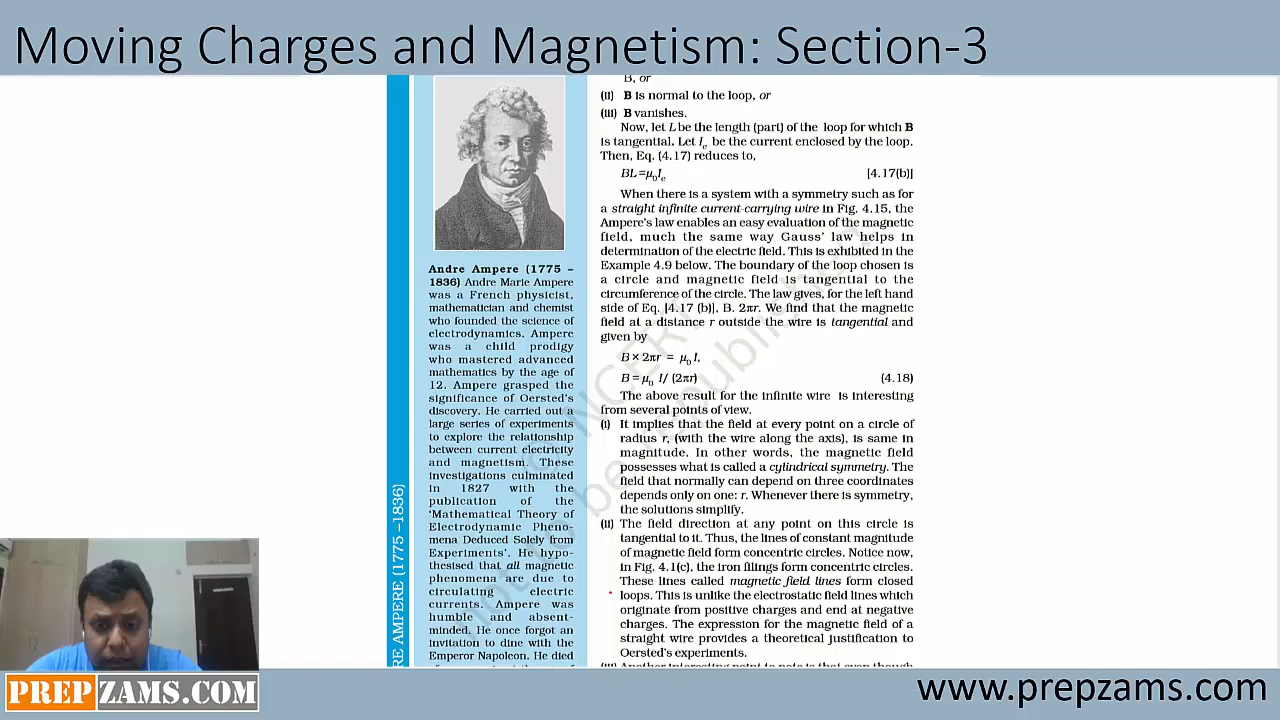 Moving Charges and Magnetism: Section-3
B, or
(ii) B is normal to the loop, or
(iii) B vanishes.
Now, let L be the length (part) of the loop for which B
is tangential. Let Ie be the current enclosed by the loop.
Then, Eq. (4.17) reduces to,
BL =μ0Ie [4.17(b)]
When there is a system with a symmetry such as for
a straight infinite current-carrying wire in Fig. 4.15, the
Ampere's law enables an easy evaluation of the magnetic
field, much the same way Gauss' law helps in
determination of the electric field. This is exhibited in the
Example 4.9 below. The boundary of the loop chosen is
a circle and magnetic field is tangential to the
circumference of the circle. The law gives, for the left hand
side of Eq. [4.17 (b)], B. 2πr. We find that the magnetic
field at a distance r outside the wire is tangential and
given by
B × 2πr = μ0 I,
B = μ0 I/ (2πr) (4.18)
The above result for the infinite wire is interesting
from several points of view.
(i) It implies that the field at every point on a circle of
radius r, (with the wire along the axis), is same in
magnitude. In other words, the magnetic field
possesses what is called a cylindrical symmetry. The
field that normally can depend on three coordinates
depends only on one: r. Whenever there is symmetry,
the solutions simplify.
(ii) The field direction at any point on this circle is
tangential to it. Thus, the lines of constant magnitude
of magnetic field form concentric circles. Notice now,
in Fig. 4.1(c), the iron filings form concentric circles.
These lines called magnetic field lines form closed
loops. This is unlike the electrostatic field lines which
originate from positive charges and end at negative
charges. The expression for the magnetic field of a
straight wire provides a theoretical justification to
Oersted's experiments.
(iii) Another interesting point to note is that even though
Andre Ampere (1775 –
1836) Andre Marie Ampere
was a French physicist,
mathematician and chemist
who founded the science of
electrodynamics. Ampere
was a child prodigy
who mastered advanced
mathematics by the age of
12. Ampere grasped the
significance of Oersted's
discovery. He carried out a
large series of experiments
to explore the relationship
between current electricity
and magnetism. These
investigations culminated
in 1827 with the
publication of the
'Mathematical Theory of
Electrodynamic Pheno-
mena Deduced Solely from
Experiments'. He hypo-
thesised that all magnetic
phenomena are due to
circulating electric
currents. Ampere was
humble and absent-
minded. He once forgot an
invitation to dine with the
Emperor Napoleon. He died
RE AMPERE (1775 –1836)
not to be republished
PREPZAMS.COM
www.prepzams.com